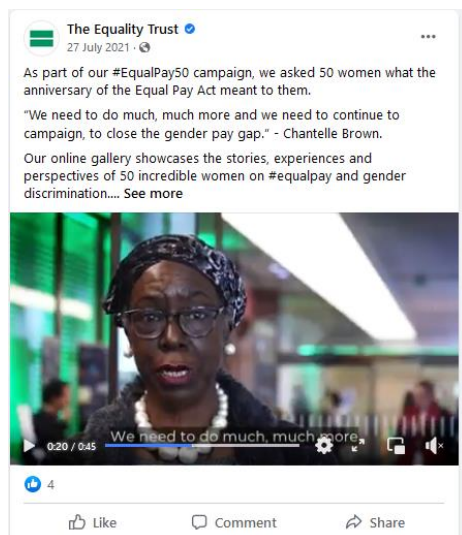 The Equality Trust
27 July 2021 ·
As part of our #EqualPay50 campaign, we asked 50 women what the
anniversary of the Equal Pay Act meant to them.
"We need to do much, much more and we need to continue to
campaign, to close the gender pay gap." - Chantelle Brown.
Our online gallery showcases the stories, experiences and
perspectives of 50 incredible women on #equalpay and gender
discrimination.... See more
We need to do much, much more
0:20 / 0:45
4
Like Comment Share